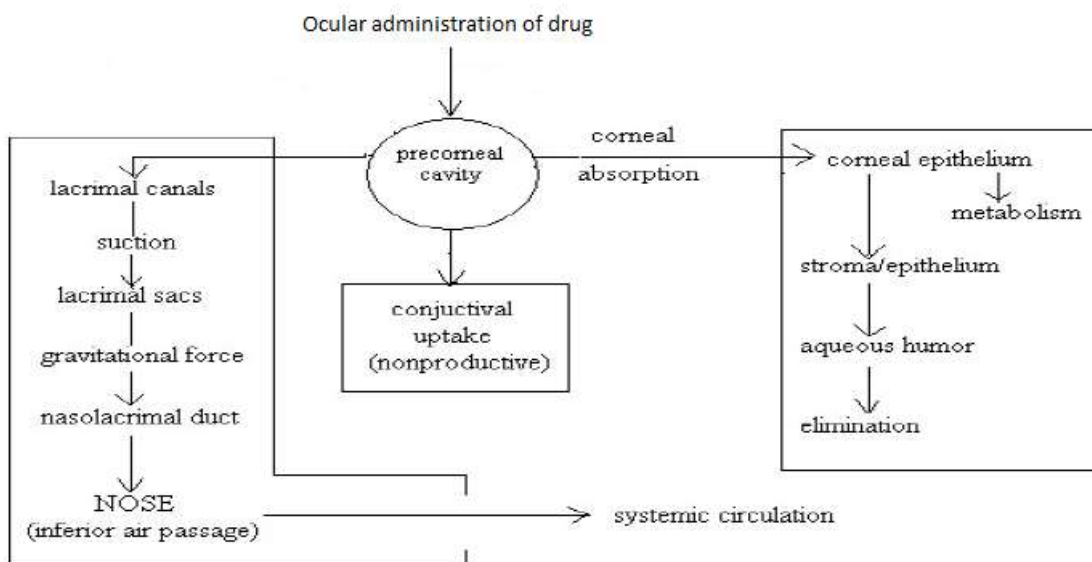 Ocular administration of drug
precorneal
cavity
corneal
absorption
lacrimal canals
suction
lacrimal sacs
gravitational force
nasolacrimal duct
NOSE
(inferior air passage)
conjuctival
uptake
(nonproductive)
corneal epithelium
metabolism
stroma/epithelium
aqueous humor
elimination
systemic circulation